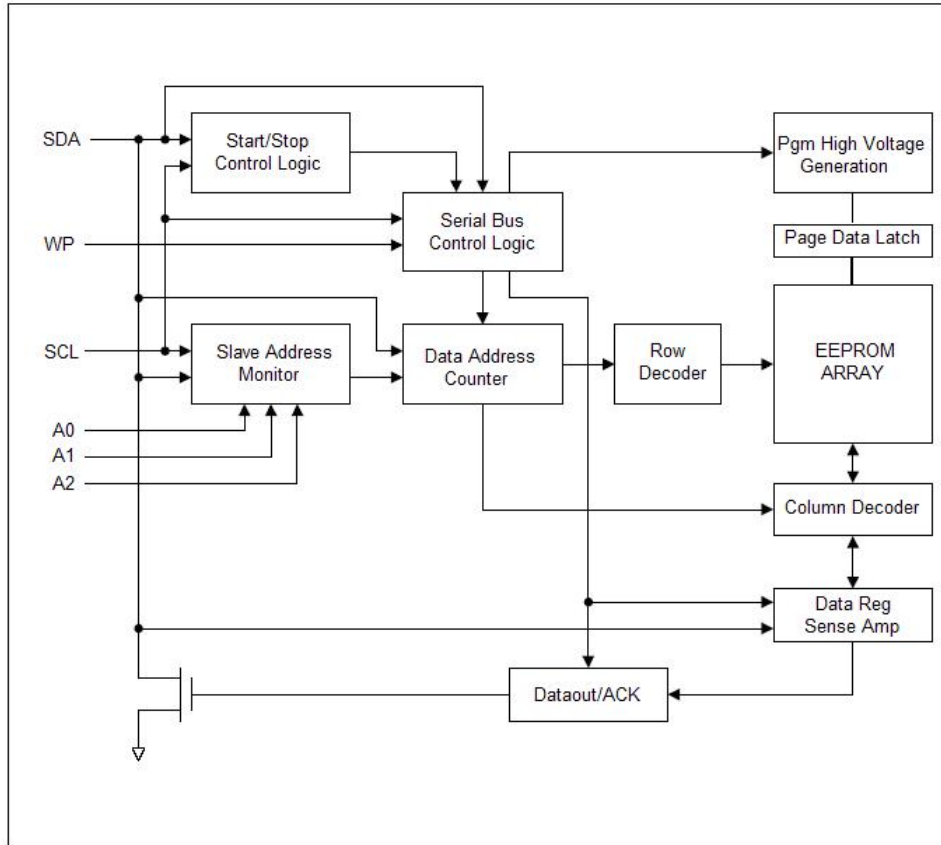 SDA
Start/Stop
Control Logic
Pgm High Voltage
Generation
Serial Bus
Control Logic
WP
Page Data Latch
SCL
Slave Address
Monitor
Data Address
Counter
Row
Decoder
EEPROM
ARRAY
A0
A1
A2
Column Decoder
Data Reg
Sense Amp
Dataout/ACK